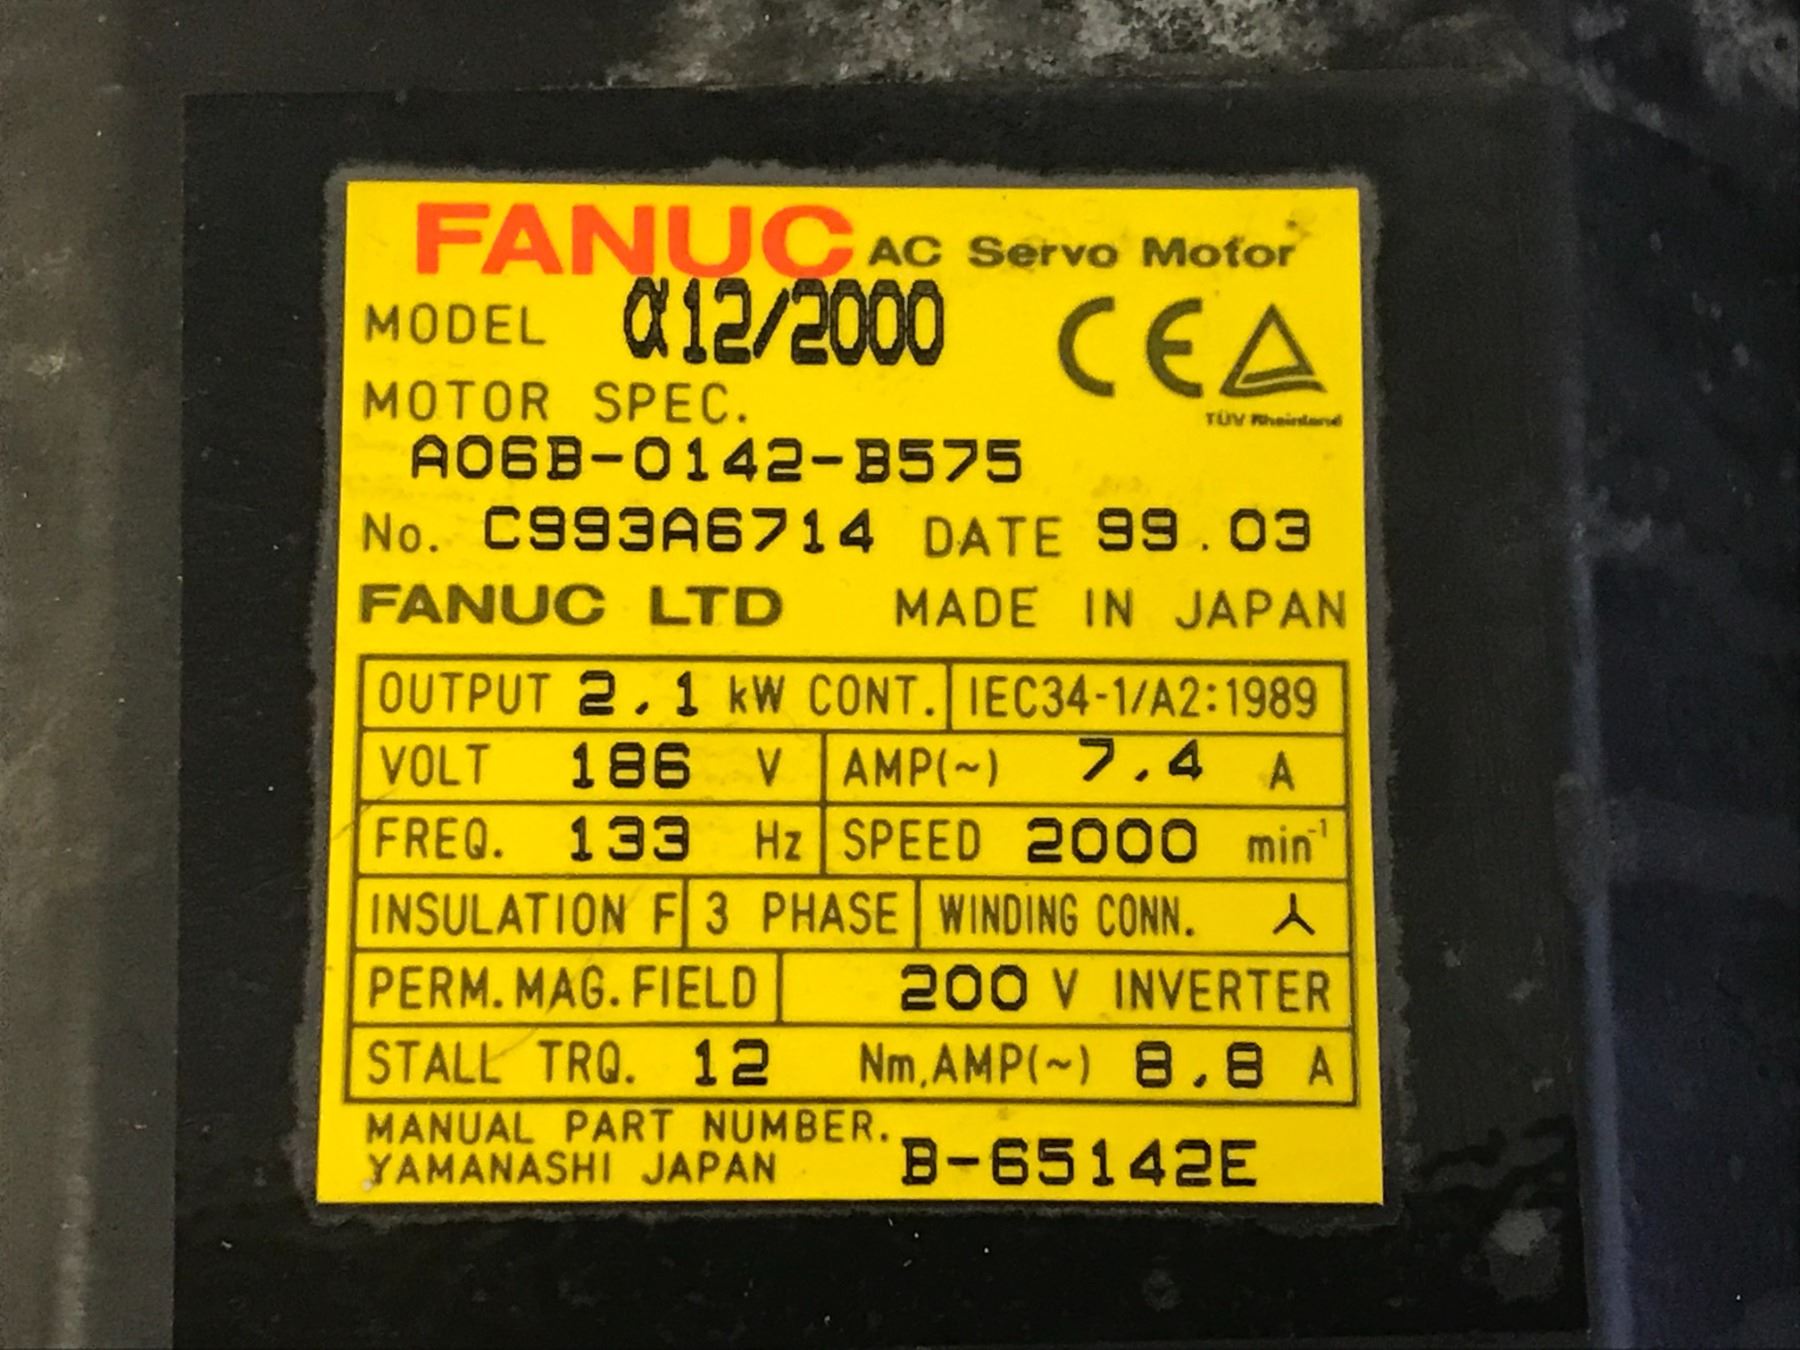 FANUC AC Servo Motor
MODEL α12/2000
CE
TÜV Rheinland
MOTOR SPEC.
A06B-0142-B575
No. C993A6714 DATE 99.03
FANUC LTD MADE IN JAPAN
OUTPUT 2.1 kW CONT. IEC34-1/A2:1989
VOLT 186 V AMP(~) 7.4 A
FREQ. 133 Hz SPEED 2000 min⁻¹
INSULATION F 3 PHASE WINDING CONN.
PERM.MAG.FIELD 200 V INVERTER
STALL TRQ. 12 Nm,AMP(~) 8.8 A
MANUAL PART NUMBER.
YAMANASHI JAPAN B-65142E